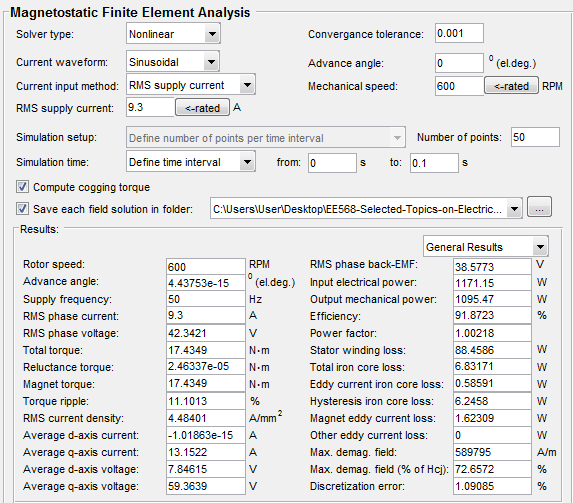 Magnetostatic Finite Element Analysis
Solver type: Nonlinear Convergance tolerance: 0.001
Current waveform: Sinusoidal Advance angle: 0 0 (el.deg.)
Current input method: RMS supply current Mechanical speed: 600 <-rated RPM
RMS supply current: 9.3 <-rated A
Simulation setup: Define number of points per time interval Number of points: 50
Simulation time: Define time interval from: 0 s to: 0.1 s
Compute cogging torque
Save each field solution in folder: C:\Users\User\Desktop\EE568-Selected-Topics-on-Electric... ...
Results:
General Results
Rotor speed: 600 RPM RMS phase back-EMF: 38.5773 V
Advance angle: 4.43753e-15 0 (el.deg.) Input electrical power: 1171.15 W
Supply frequency: 50 Hz Output mechanical power: 1095.47 W
RMS phase current: 9.3 A Efficiency: 91.8723 %
RMS phase voltage: 42.3421 V Power factor: 1.00218
Total torque: 17.4349 N·m Stator winding loss: 88.4586 W
Reluctance torque: 2.46337e-05 N·m Total iron core loss: 6.83171 W
Magnet torque: 17.4349 N·m Eddy current iron core loss: 0.58591 W
Torque ripple: 11.1013 % Hysteresis iron core loss: 6.2458 W
RMS current density: 4.48401 A/mm2 Magnet eddy current loss: 1.62309 W
Average d-axis current: -1.01863e-15 A Other eddy current loss: 0 W
Average q-axis current: 13.1522 A Max. demag. field: 589795 A/m
Average d-axis voltage: 7.84615 V Max. demag. field (% of Hcj): 72.6572 %
Average q-axis voltage: 59.3639 V Discretization error: 1.09085 %